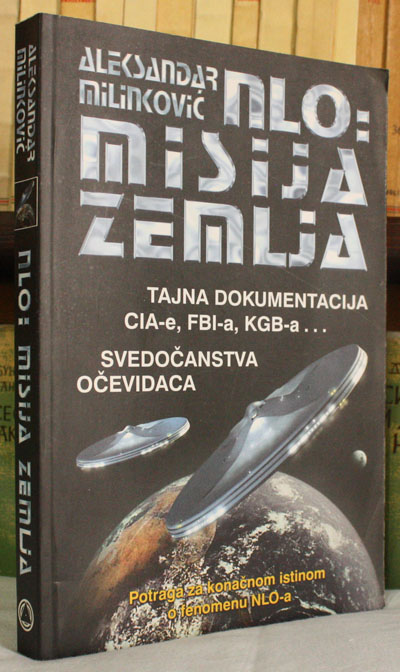 ALEKSANDAR
MILINKOVIĆ
NLO:
MISIJA
ZEMLJA
TAJNA DOKUMENTACIJA
CIA-e, FBI-a, KGB-a . . .
SVEDOČANSTVA
OČEVIDACA
Potraga za konačnom istinom
o fenomenu NLO-a
ALEKSANDAR
MILINKOVIĆ
NLO: MISIJA ZEMLJA